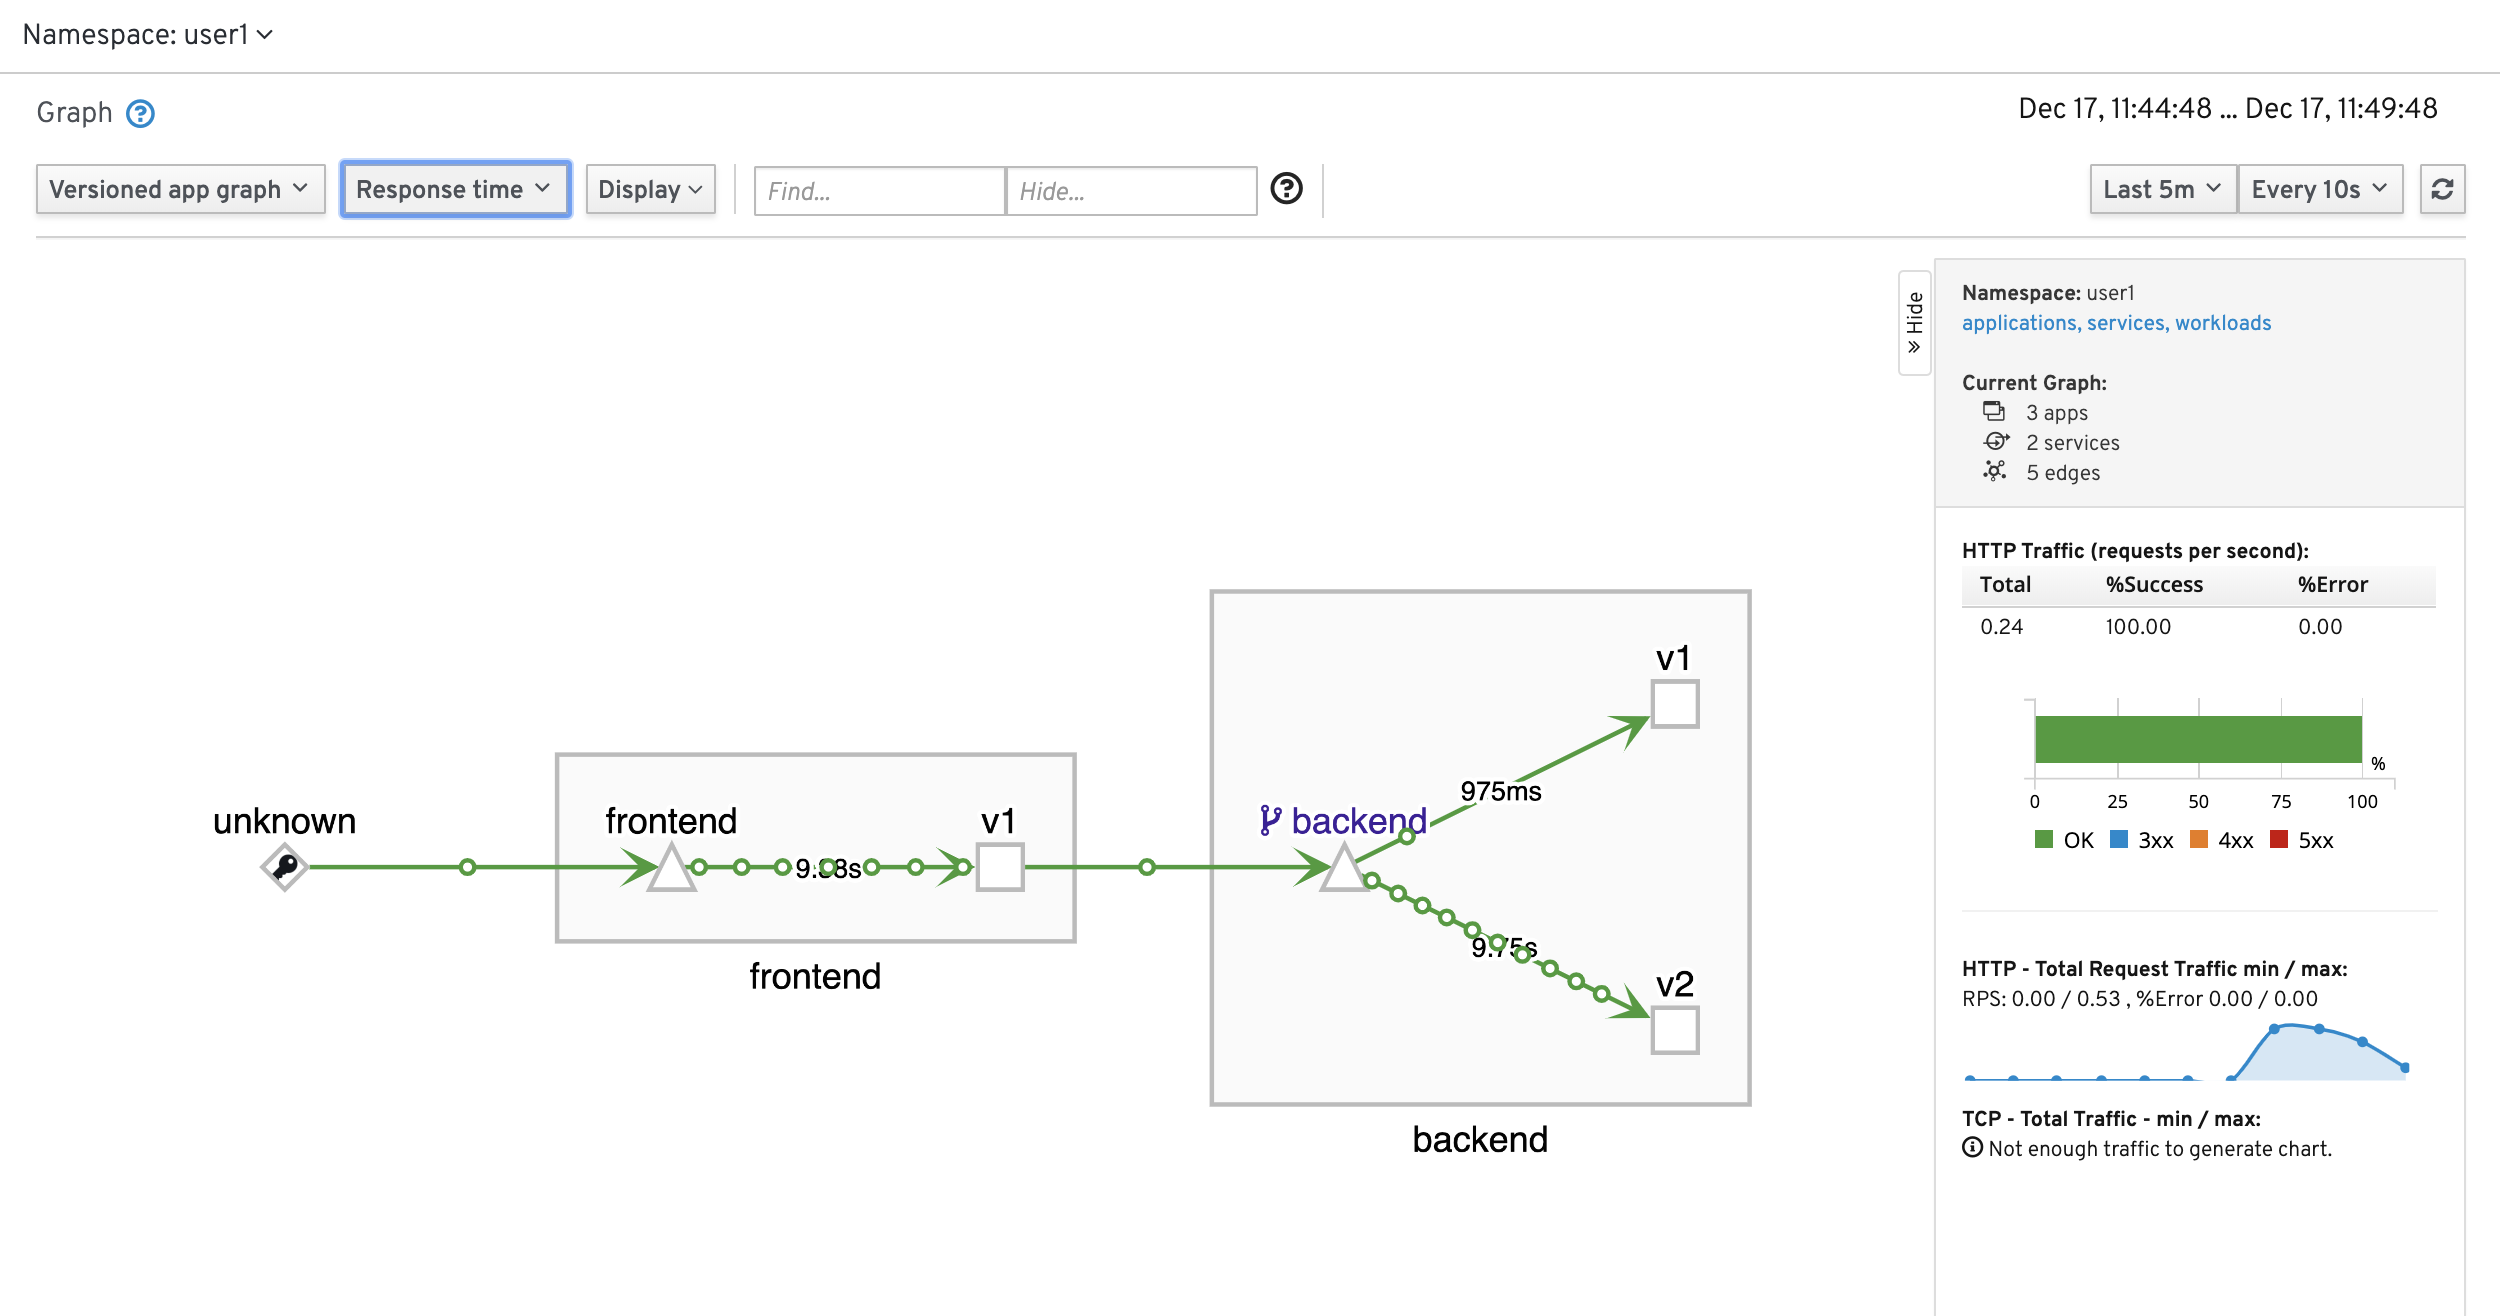 Namespace: user1
Graph
Dec 17, 11:44:48 ... Dec 17, 11:49:48
Versioned app graph
Response time
Display
Find...
Hide...
Last 5m
Every 10s
Hide
Namespace: user1
applications, services, workloads
Current Graph:
3 apps
2 services
5 edges
HTTP Traffic (requests per second):
Total %Success %Error
0.24 100.00 0.00
%
0 25 50 75 100
OK 3xx 4xx 5xx
HTTP - Total Request Traffic min / max:
RPS: 0.00 / 0.53 , %Error 0.00 / 0.00
TCP - Total Traffic - min / max:
Not enough traffic to generate chart.
unknown
frontend
v1
frontend
backend
975ms
v1
9.75s
v2
backend